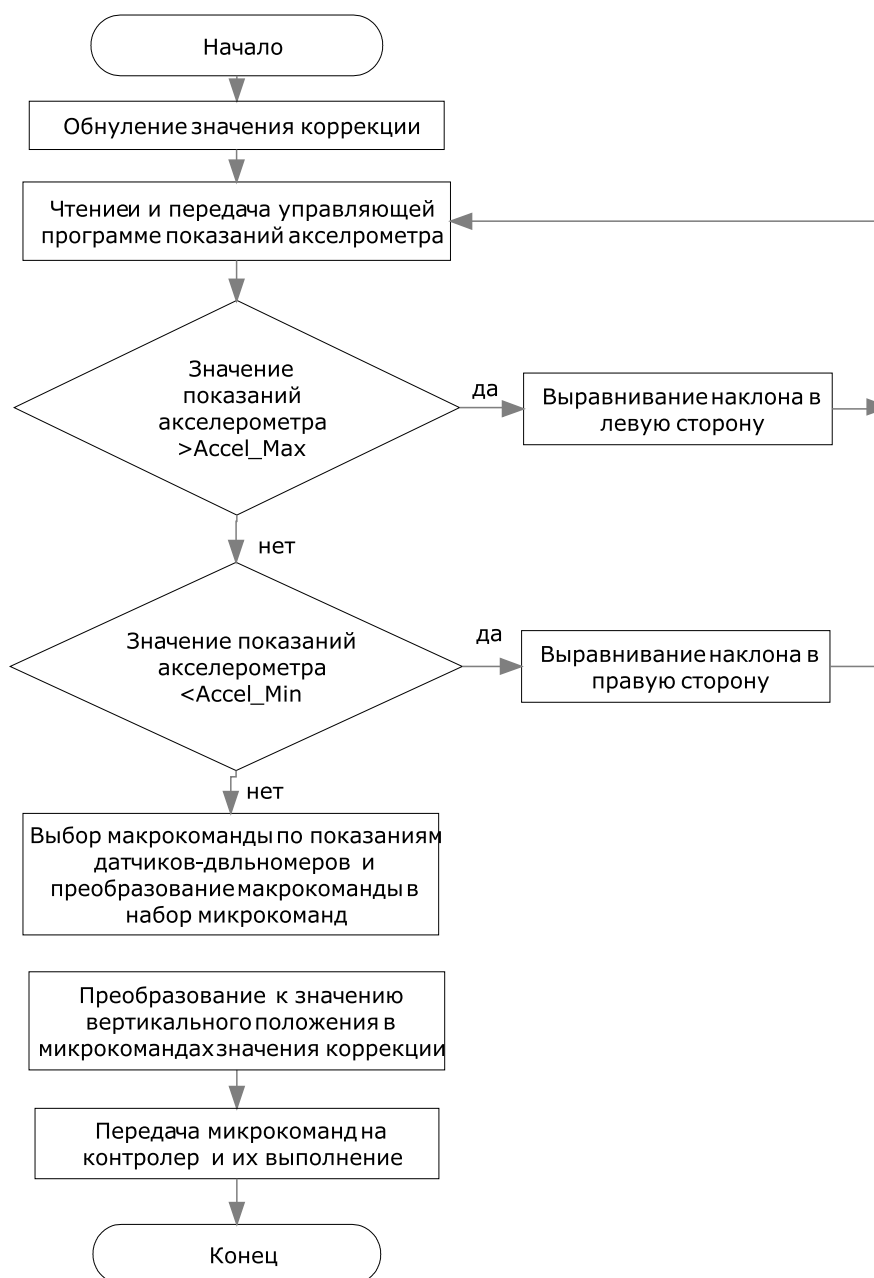 Начало
Обнуление значения коррекции
Чтениеи и передача управляющей
программе показаний акселрометра
Значение
показаний
акселерометра
>Accel_Max
да
Выравнивание наклона в
левую сторону
нет
Значение показаний
акселерометра
<Accel_Min
да
Выравнивание наклона в
правую сторону
нет
Выбор макрокоманды по показаниям
датчиков-двльномеров и
преобразование макрокоманды в
набор микрокоманд
Преобразование к значению
вертикального положения в
микрокомандах значения коррекции
Передача микрокоманд на
контролер и их выполнение
Конец